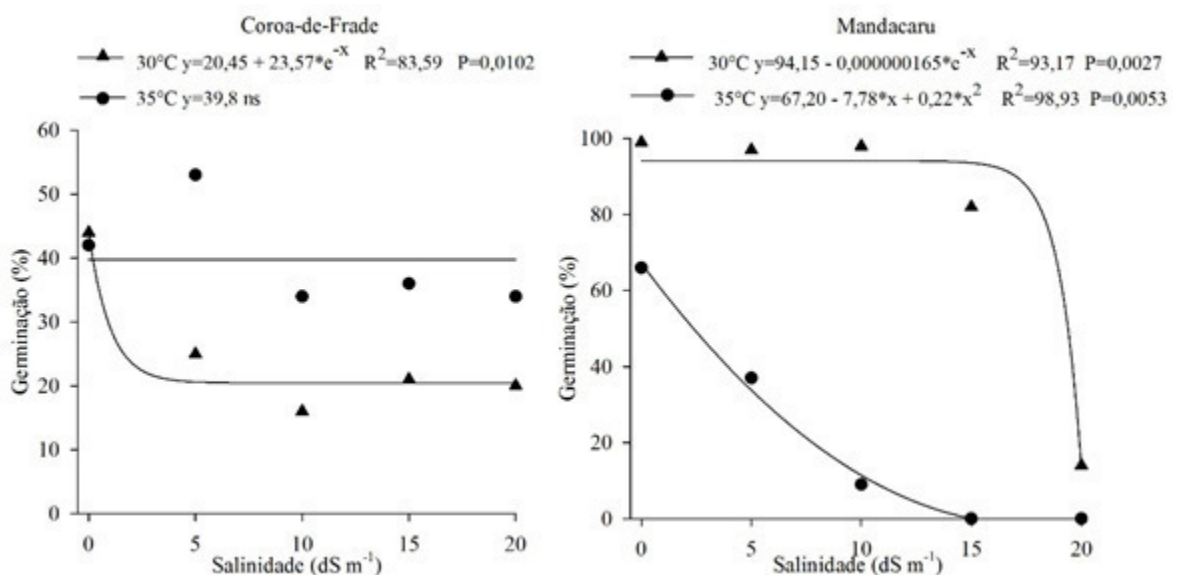 Coroa-de-Frade
30°C y=20,45 + 23,57*e^-x R²=83,59 P=0,0102
35°C y=39,8 ns
60
50
40
30
20
10
0
Germinação (%)
0 5 10 15 20
Salinidade (dS m⁻¹)
Mandacaru
30°C y=94,15 - 0,000000165*e^-x R²=93,17 P=0,0027
35°C y=67,20 - 7,78*x + 0,22*x² R²=98,93 P=0,0053
100
80
60
40
20
0
Germinação (%)
0 5 10 15 20
Salinidade (dS m⁻¹)